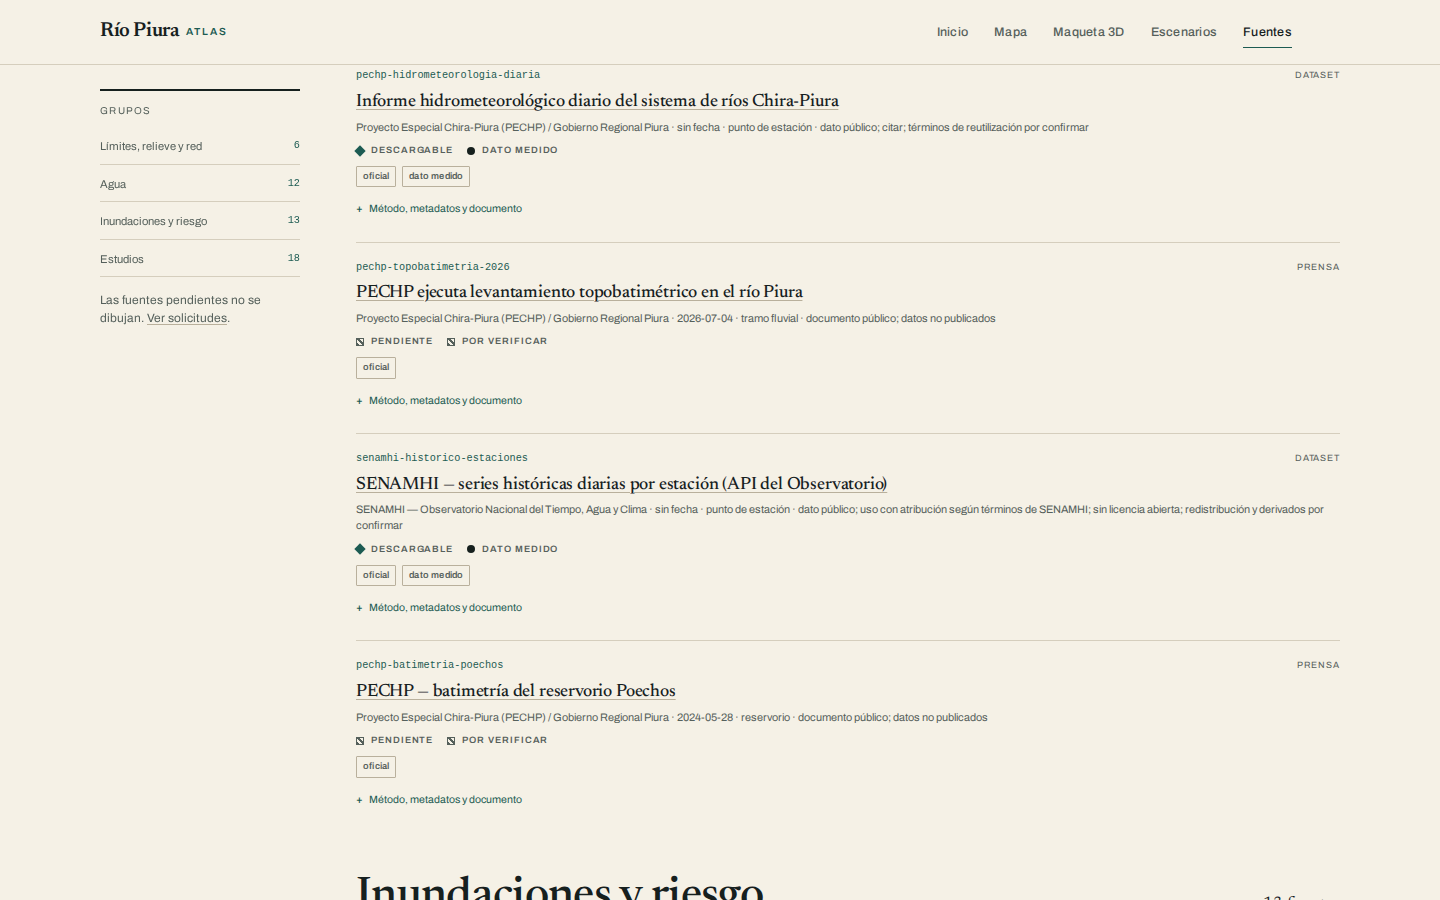 Río Piura ATLAS
Inicio Mapa Maqueta 3D Escenarios Fuentes
GRUPOS
Límites, relieve y red 6
Agua 12
Inundaciones y riesgo 13
Estudios 18
Las fuentes pendientes no se
dibujan. Ver solicitudes.
pechp-hidrometeorologia-diaria DATASET
Informe hidrometeorológico diario del sistema de ríos Chira-Piura
Proyecto Especial Chira-Piura (PECHP) / Gobierno Regional Piura · sin fecha · punto de estación · dato público; citar; términos de reutilización por confirmar
DESCARGABLE DATO MEDIDO
oficial dato medido
+ Método, metadatos y documento
pechp-topobatimetria-2026 PRENSA
PECHP ejecuta levantamiento topobatimétrico en el río Piura
Proyecto Especial Chira-Piura (PECHP) / Gobierno Regional Piura · 2026-07-04 · tramo fluvial · documento público; datos no publicados
PENDIENTE POR VERIFICAR
oficial
+ Método, metadatos y documento
senamhi-historico-estaciones DATASET
SENAMHI — series históricas diarias por estación (API del Observatorio)
SENAMHI — Observatorio Nacional del Tiempo, Agua y Clima · sin fecha · punto de estación · dato público; uso con atribución según términos de SENAMHI; sin licencia abierta; redistribución y derivados por
confirmar
DESCARGABLE DATO MEDIDO
oficial dato medido
+ Método, metadatos y documento
pechp-batimetria-poechos PRENSA
PECHP — batimetría del reservorio Poechos
Proyecto Especial Chira-Piura (PECHP) / Gobierno Regional Piura · 2024-05-28 · reservorio · documento público; datos no publicados
PENDIENTE POR VERIFICAR
oficial
+ Método, metadatos y documento
Inundaciones y riesgo